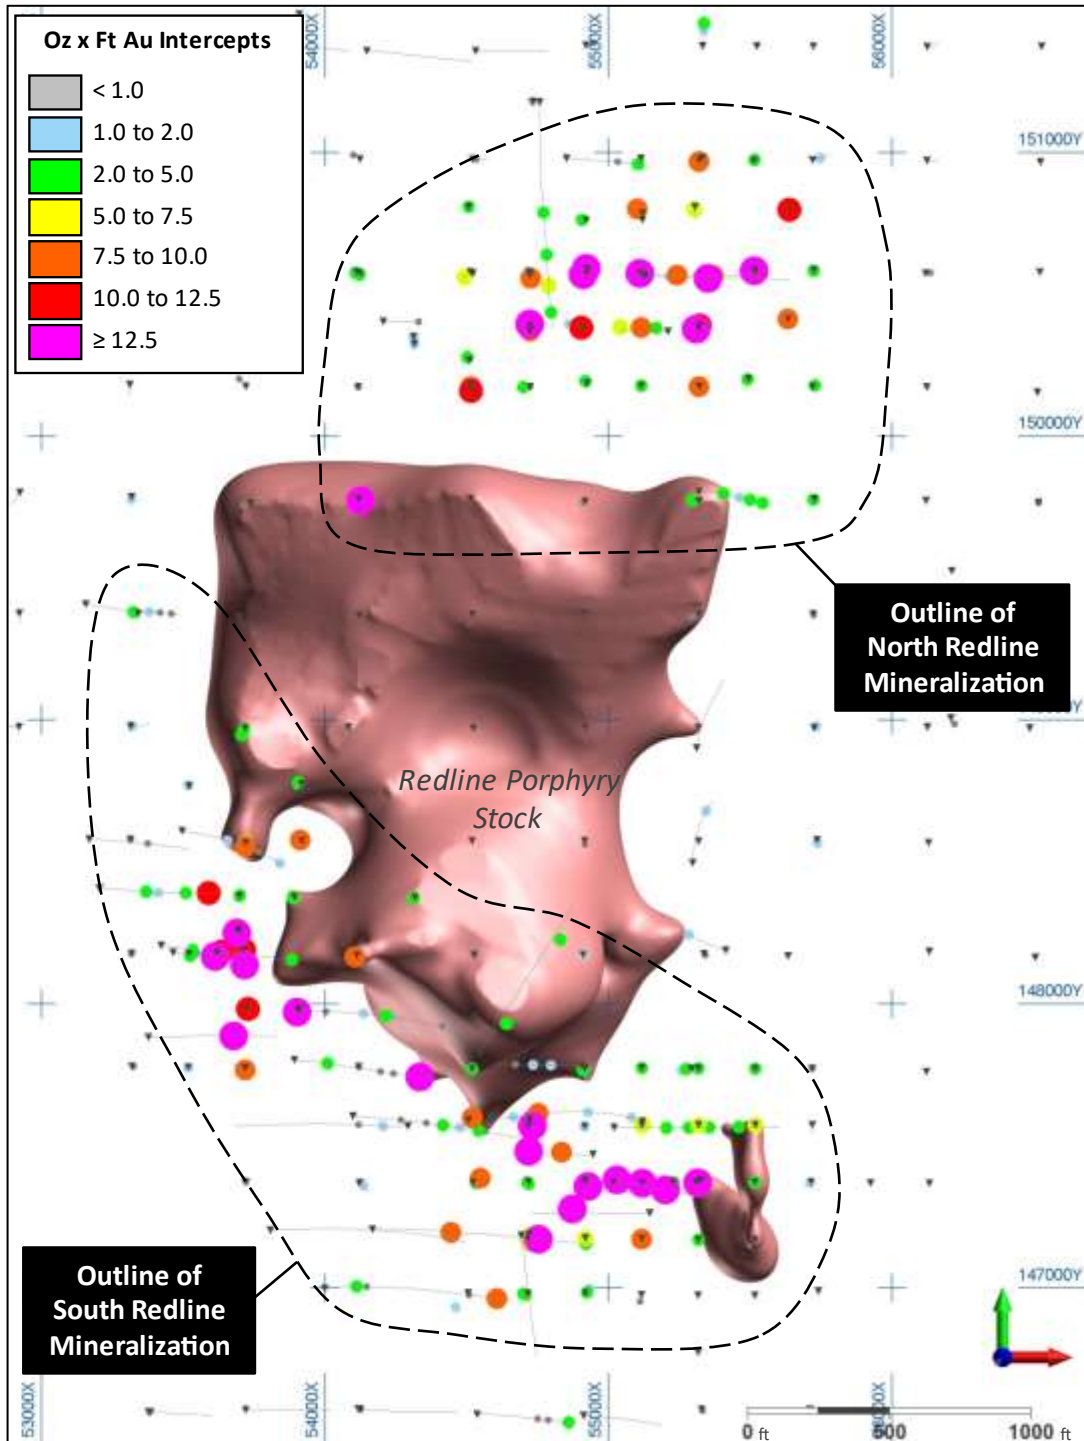 Oz x Ft Au Intercepts
< 1.0
1.0 to 2.0
2.0 to 5.0
5.0 to 7.5
7.5 to 10.0
10.0 to 12.5
≥ 12.5
54000X
55000X
56000X
151000Y
150000Y
Outline of
North Redline
Mineralization
Redline Porphyry
Stock
148000Y
147000Y
Outline of
South Redline
Mineralization
53000X
54000X
55000X
0 ft
500
1000 ft